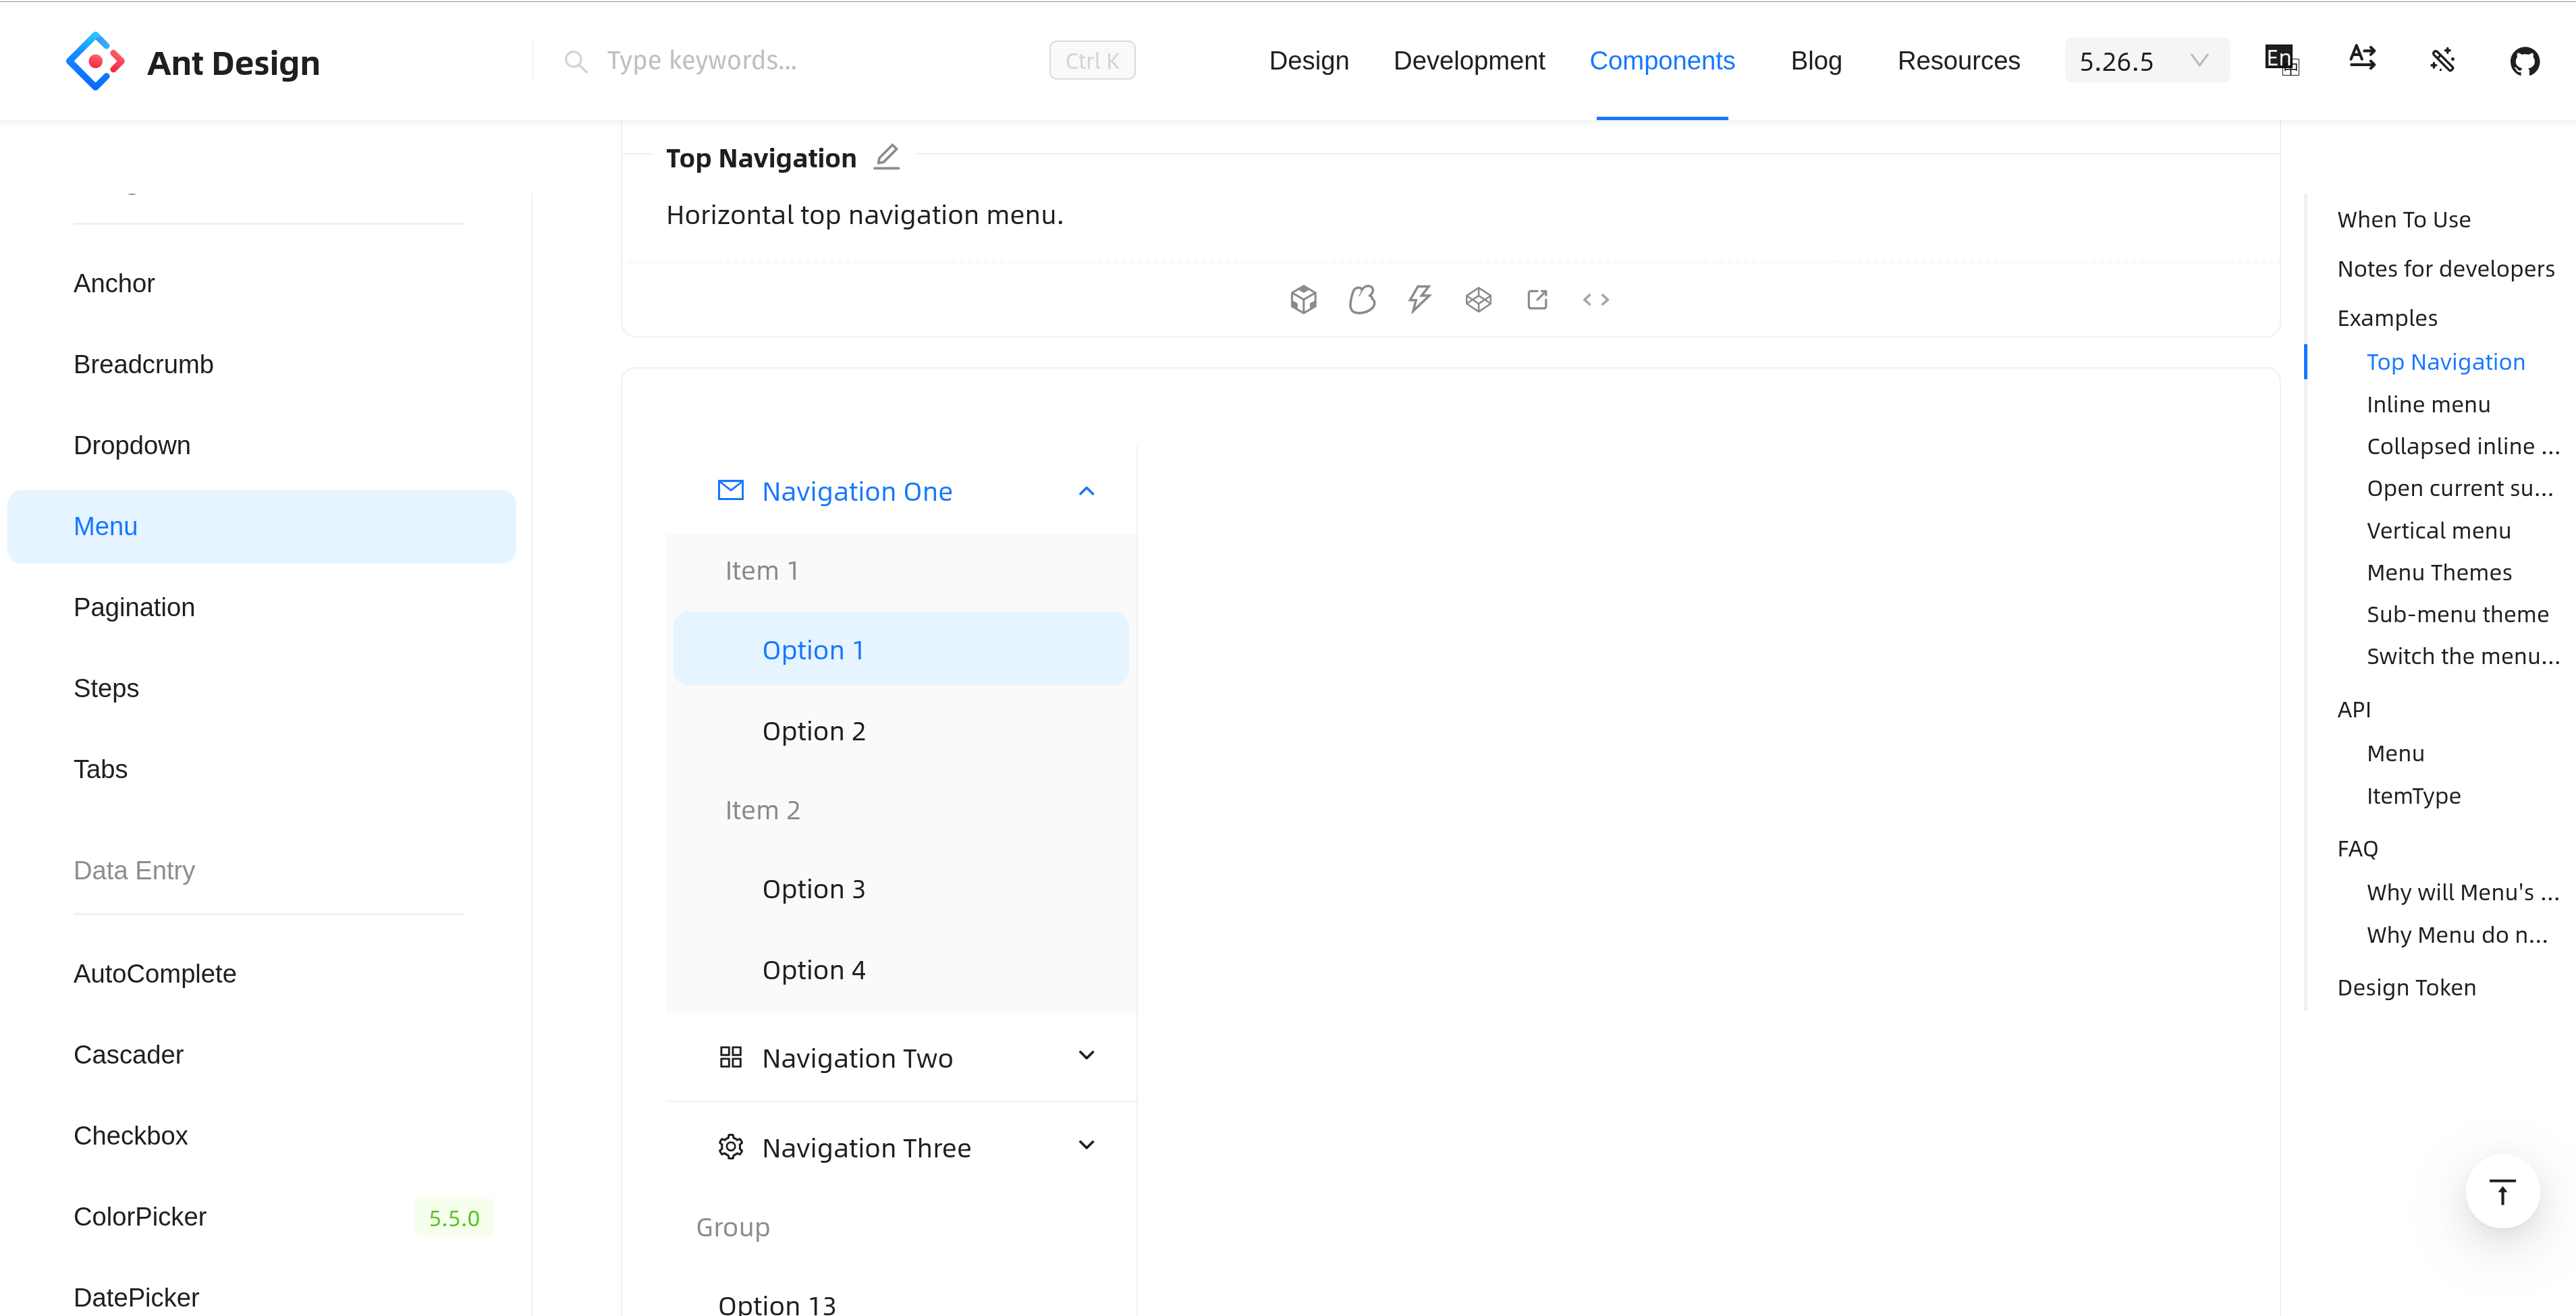 Ant Design
Type keywords...
Ctrl K
Design
Development
Components
Blog
Resources
5.26.5
En
Anchor
Breadcrumb
Dropdown
Menu
Pagination
Steps
Tabs
Data Entry
AutoComplete
Cascader
Checkbox
ColorPicker
5.5.0
DatePicker
Top Navigation
Horizontal top navigation menu.
Navigation One
Item 1
Option 1
Option 2
Item 2
Option 3
Option 4
Navigation Two
Navigation Three
Group
Option 13
When To Use
Notes for developers
Examples
Top Navigation
Inline menu
Collapsed inline ...
Open current su...
Vertical menu
Menu Themes
Sub-menu theme
Switch the menu...
API
Menu
ItemType
FAQ
Why will Menu's ...
Why Menu do n...
Design Token